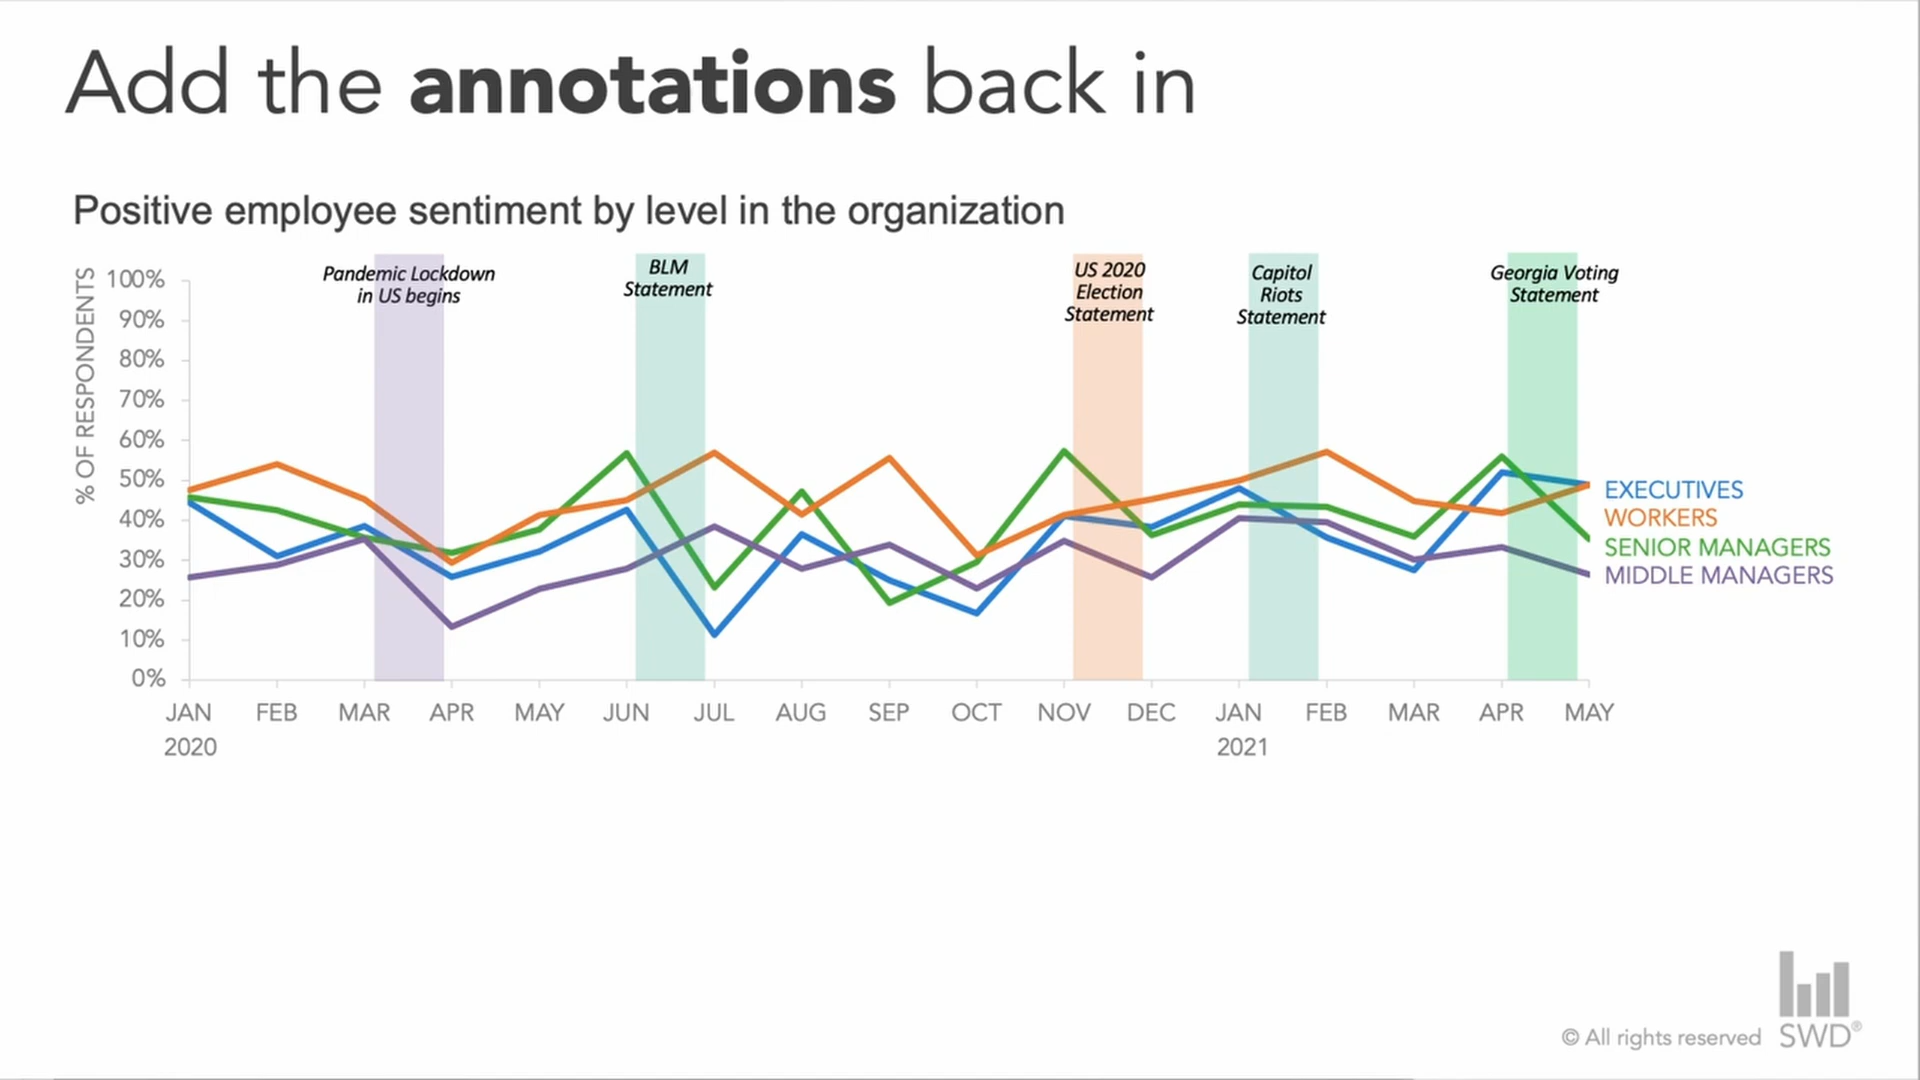 Add the annotations back in
Positive employee sentiment by level in the organization
% OF RESPONDENTS
100%
90%
80%
70%
60%
50%
40%
30%
20%
10%
0%
Pandemic Lockdown
in US begins
BLM
Statement
US 2020
Election
Statement
Capitol
Riots
Statement
Georgia Voting
Statement
EXECUTIVES
WORKERS
SENIOR MANAGERS
MIDDLE MANAGERS
JAN FEB MAR APR MAY JUN JUL AUG SEP OCT NOV DEC JAN FEB MAR APR MAY
2020 2021
© All rights reserved
SWD®